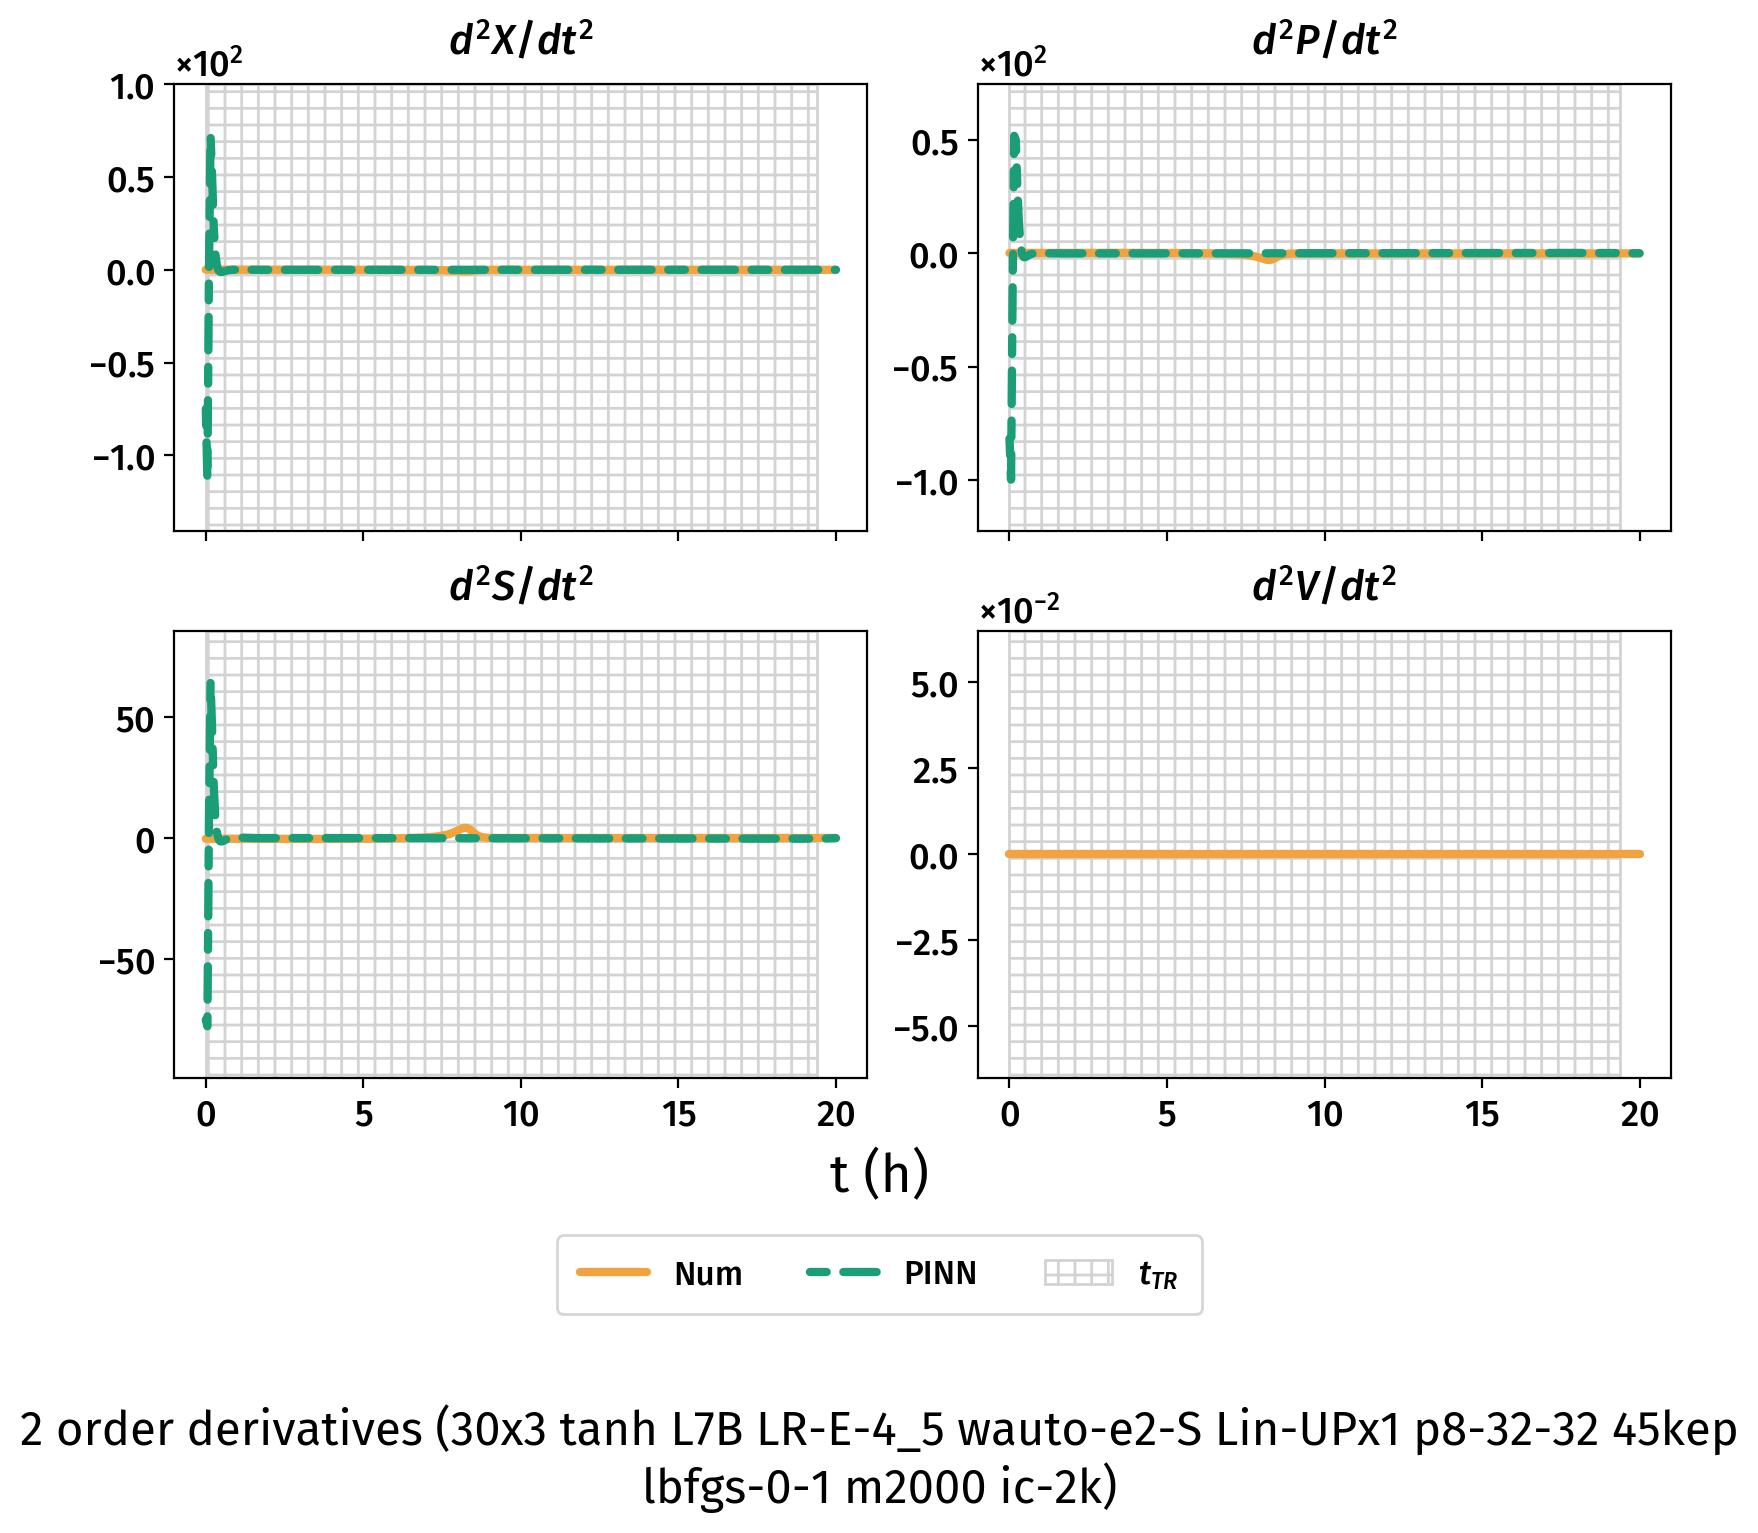 d²X/dt²
×10²
1.0
0.5
0.0
−0.5
−1.0
d²P/dt²
×10²
0.5
0.0
−0.5
−1.0
d²S/dt²
50
0
−50
0 5 10 15 20
d²V/dt²
×10⁻²
5.0
2.5
0.0
−2.5
−5.0
0 5 10 15 20
t (h)
Num PINN t_TR
2 order derivatives (30x3 tanh L7B LR-E-4_5 wauto-e2-S Lin-UPx1 p8-32-32 45kep
lbfgs-0-1 m2000 ic-2k)